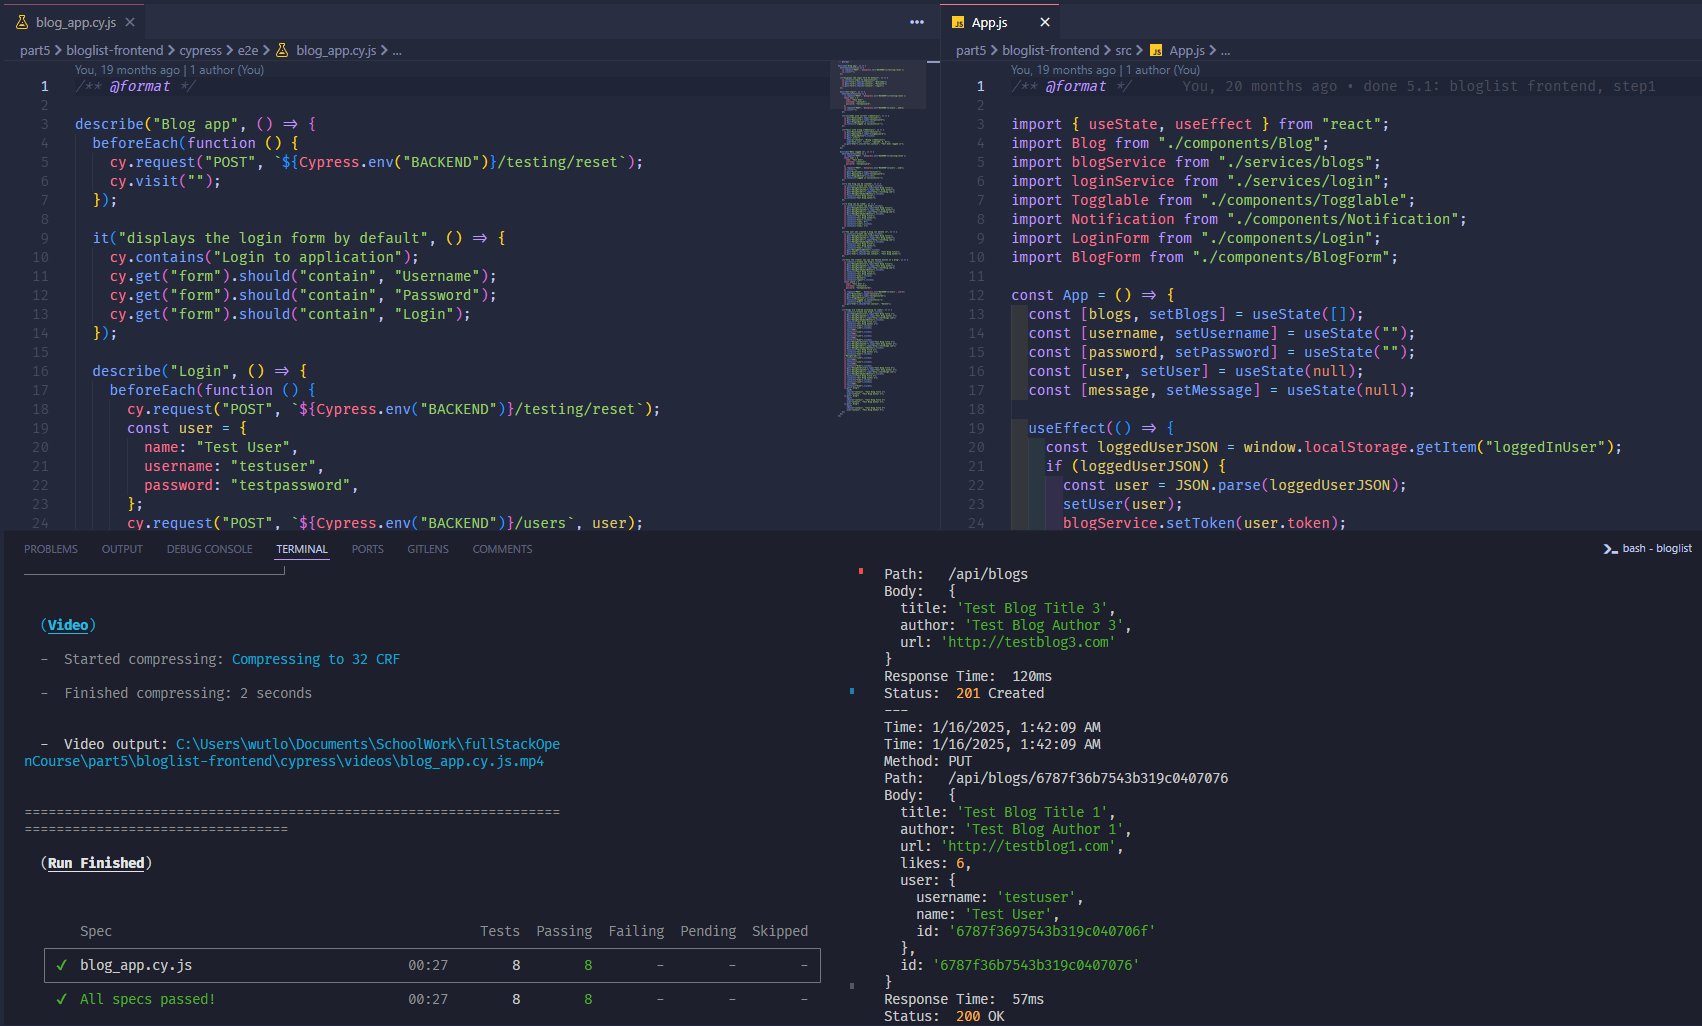 blog_app.cy.js
part5 > bloglist-frontend > cypress > e2e > blog_app.cy.js > ...
You, 19 months ago | 1 author (You)
1 /** @format */
2
3 describe("Blog app", () => {
4 beforeEach(function () {
5 cy.request("POST", `${Cypress.env("BACKEND")}/testing/reset`);
6 cy.visit("");
7 });
8
9 it("displays the login form by default", () => {
10 cy.contains("Login to application");
11 cy.get("form").should("contain", "Username");
12 cy.get("form").should("contain", "Password");
13 cy.get("form").should("contain", "Login");
14 });
15
16 describe("Login", () => {
17 beforeEach(function () {
18 cy.request("POST", `${Cypress.env("BACKEND")}/testing/reset`);
19 const user = {
20 name: "Test User",
21 username: "testuser",
22 password: "testpassword",
23 };
24 cy.request("POST", `${Cypress.env("BACKEND")}/users`, user);
JS App.js
part5 > bloglist-frontend > src > JS App.js > ...
You, 19 months ago | 1 author (You)
1 /** @format */ You, 20 months ago • done 5.1: bloglist frontend, step1
2
3 import { useState, useEffect } from "react";
4 import Blog from "./components/Blog";
5 import blogService from "./services/blogs";
6 import loginService from "./services/login";
7 import Togglable from "./components/Togglable";
8 import Notification from "./components/Notification";
9 import LoginForm from "./components/Login";
10 import BlogForm from "./components/BlogForm";
11
12 const App = () => {
13 const [blogs, setBlogs] = useState([]);
14 const [username, setUsername] = useState("");
15 const [password, setPassword] = useState("");
16 const [user, setUser] = useState(null);
17 const [message, setMessage] = useState(null);
18
19 useEffect(() => {
20 const loggedUserJSON = window.localStorage.getItem("loggedInUser");
21 if (loggedUserJSON) {
22 const user = JSON.parse(loggedUserJSON);
23 setUser(user);
24 blogService.setToken(user.token);
PROBLEMS OUTPUT DEBUG CONSOLE TERMINAL PORTS GITLENS COMMENTS
bash - bloglist
(Video)
- Started compressing: Compressing to 32 CRF
- Finished compressing: 2 seconds
- Video output: C:\Users\wutlo\Documents\SchoolWork\fullStackOpe
nCourse\part5\bloglist-frontend\cypress\videos\blog_app.cy.js.mp4
===================================================================
=================================
(Run Finished)
Spec Tests Passing Failing Pending Skipped
✓ blog_app.cy.js 00:27 8 8 - - -
✓ All specs passed! 00:27 8 8 - - -
Path: /api/blogs
Body: {
title: 'Test Blog Title 3',
author: 'Test Blog Author 3',
url: 'http://testblog3.com'
}
Response Time: 120ms
Status: 201 Created
---
Time: 1/16/2025, 1:42:09 AM
Time: 1/16/2025, 1:42:09 AM
Method: PUT
Path: /api/blogs/6787f36b7543b319c0407076
Body: {
title: 'Test Blog Title 1',
author: 'Test Blog Author 1',
url: 'http://testblog1.com',
likes: 6,
user: {
username: 'testuser',
name: 'Test User',
id: '6787f3697543b319c040706f'
},
id: '6787f36b7543b319c0407076'
}
Response Time: 57ms
Status: 200 OK